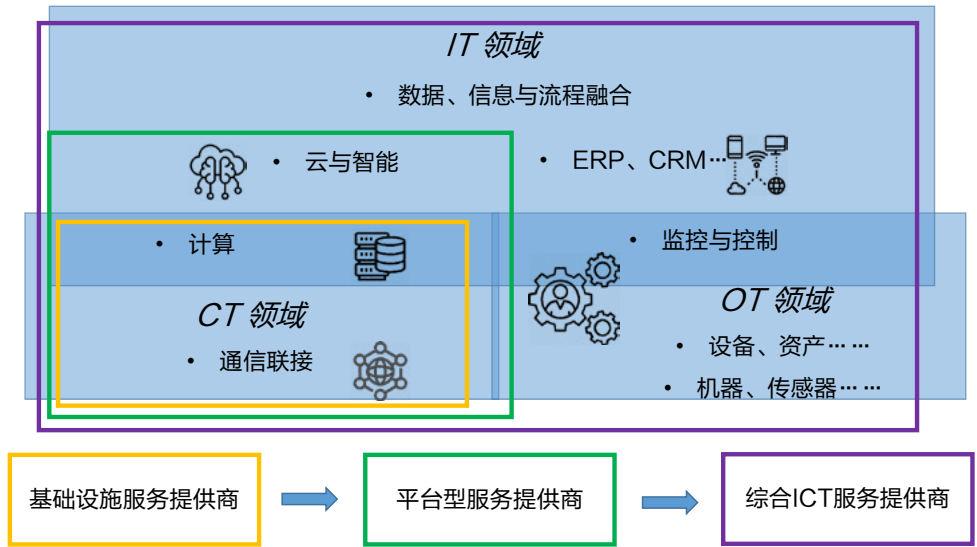 IT 领域
• 数据、信息与流程融合
• 云与智能
• ERP、CRM…
• 计算
• 监控与控制
CT 领域
OT 领域
• 通信联接
• 设备、资产… …
• 机器、传感器… …
基础设施服务提供商
平台型服务提供商
综合ICT服务提供商